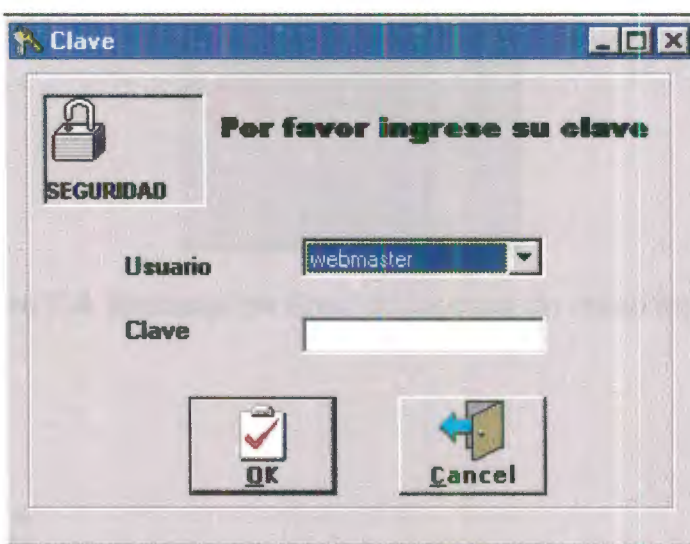 Clave
Por favor ingrese su clave
SEGURIDAD
Usuario
webmaster
Clave
OK
Cancel